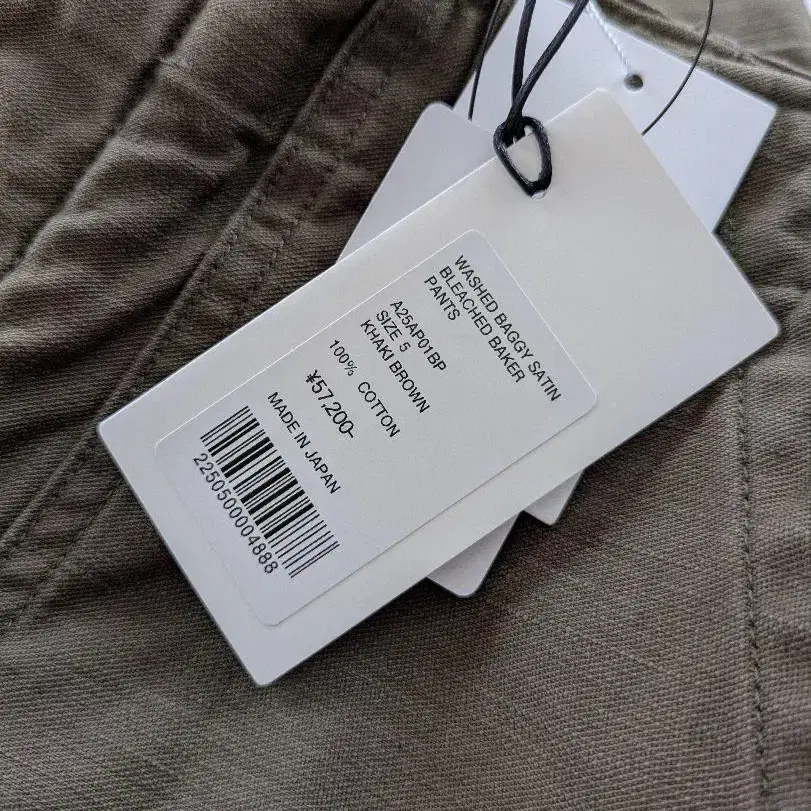 WASHED BAGGY SATIN
BLEACHED BAKER
PANTS
A25AP01BP
SIZE 5
KHAKI BROWN
100% COTTON
¥57,200-
MADE IN JAPAN
2250500004888